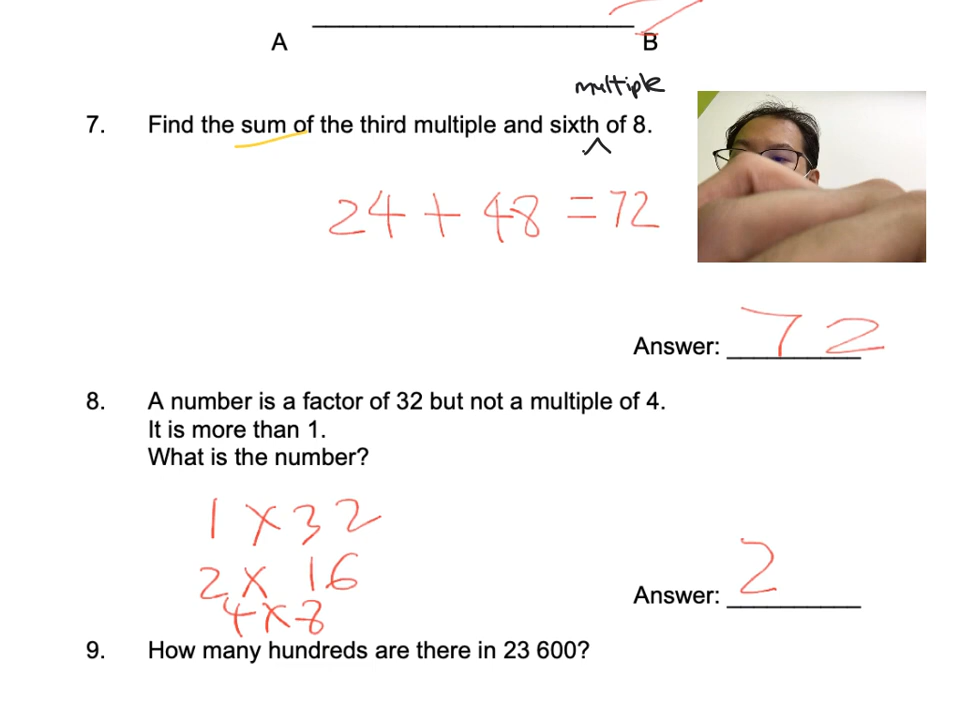 A B
multiple
7. Find the sum of the third multiple and sixth of 8.
24 + 48 = 72
Answer: 72
8. A number is a factor of 32 but not a multiple of 4.
It is more than 1.
What is the number?
1 x 32
2 x 16
4 x 8
Answer: 2
9. How many hundreds are there in 23 600?